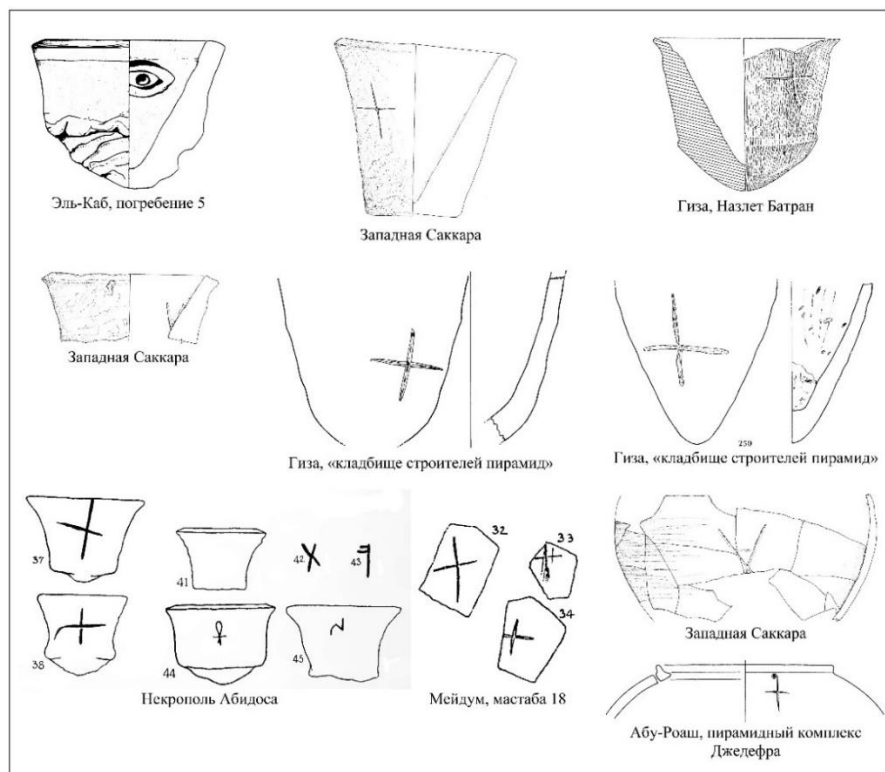 Эль-Каб, погребение 5
Западная Саккара
Гиза, Назлет Батран
Западная Саккара
Гиза, «кладбище строителей пирамид»
250
Гиза, «кладбище строителей пирамид»
37
38
41
42
43
44
45
Некрополь Абидоса
32
33
34
Мейдум, мастаба 18
Западная Саккара
Абу-Роаш, пирамидный комплекс
Джедефра